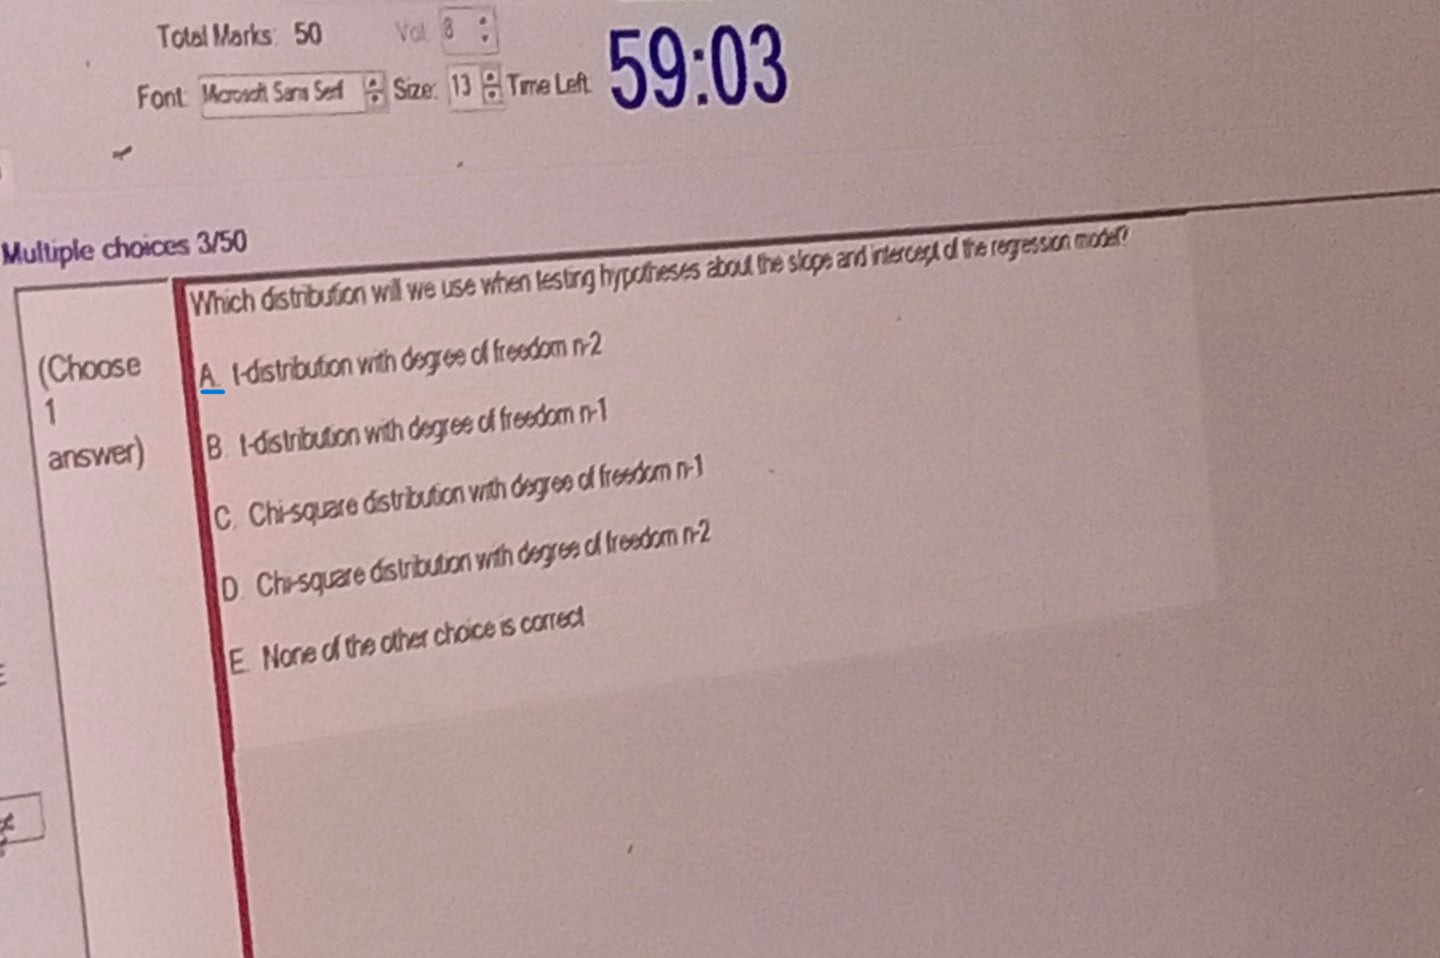 Total Marks: 50 Vol: 8
Font: Microsoft Sans Serif Size: 13 Time Left: 59:03
Multiple choices 3/50
(Choose
1
answer)
Which distribution will we use when testing hypotheses about the slope and intercept of the regression model?
A. t-distribution with degree of freedom n-2
B. t-distribution with degree of freedom n-1
C. Chi-square distribution with degree of freedom n-1
D. Chi-square distribution with degree of freedom n-2
E. None of the other choice is correct